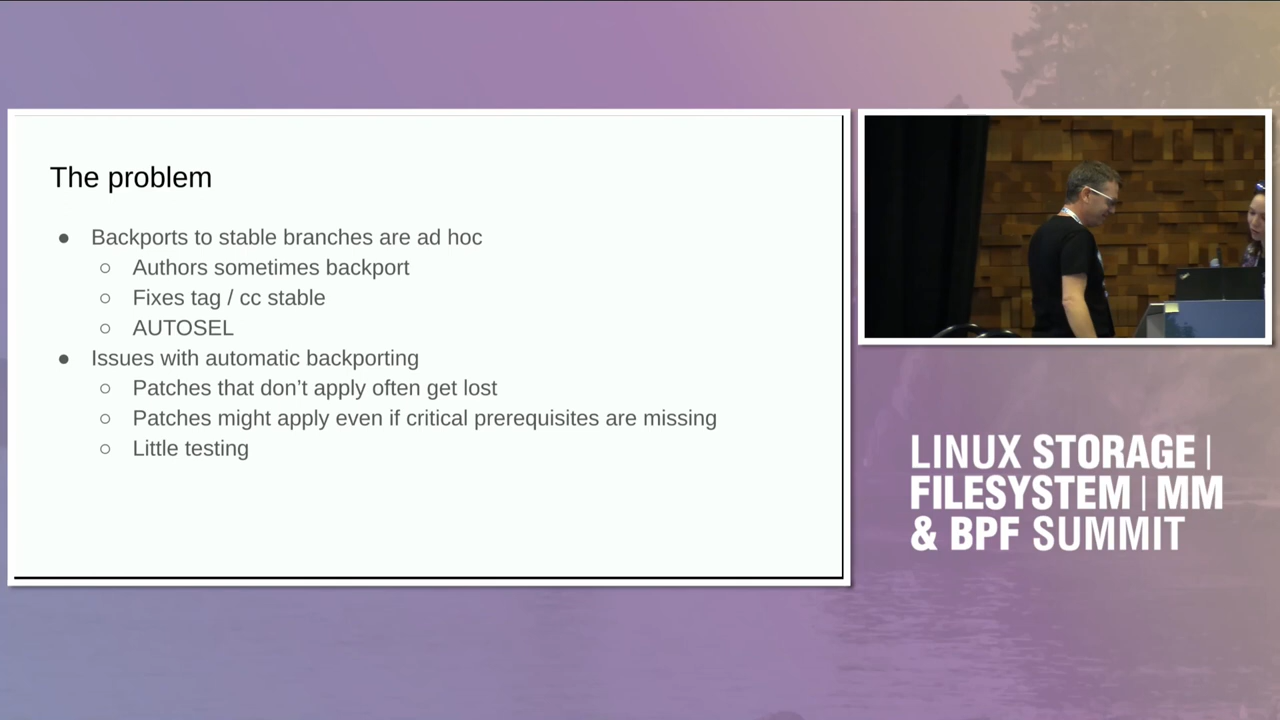 The problem
● Backports to stable branches are ad hoc
○ Authors sometimes backport
○ Fixes tag / cc stable
○ AUTOSEL
● Issues with automatic backporting
○ Patches that don’t apply often get lost
○ Patches might apply even if critical prerequisites are missing
○ Little testing
LINUX STORAGE |
FILESYSTEM | MM
& BPF SUMMIT